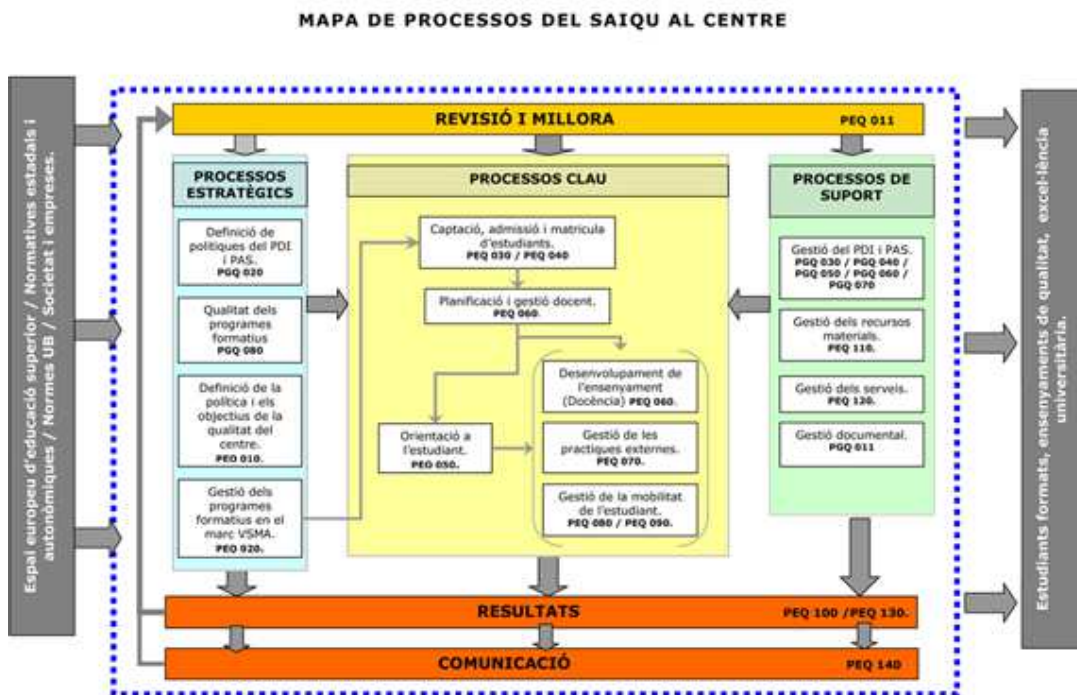 MAPA DE PROCESSOS DEL SAIQU AL CENTRE
Espai europeu d'educació superior / Normatives estadals i
autonòmiques / Normes UB / Societat i empreses.
REVISIÓ I MILLORA
PEQ 011
PROCESSOS
ESTRATÈGICS
Definició de
polítiques del PDI
i PAS.
PGQ 020
Qualitat dels
programes
formatius
PGQ 080
Definició de la
política i els
objectius de la
qualitat del
centre.
PEQ 010.
Gestió dels
programes
formatius en el
marc VSMA.
PEQ 020.
PROCESSOS CLAU
Captació, admissió i matrícula
d'estudiants.
PEQ 030 / PEQ 040
Planificació i gestió docent.
PEQ 060.
Desenvolupament de
l'ensenyament
(Docència) PEQ 060.
Orientació a
l'estudiant.
PEQ 050.
Gestió de les
practiques externes.
PEQ 070.
Gestió de la mobilitat
de l'estudiant.
PEQ 080 / PEQ 090.
PROCESSOS DE
SUPORT
Gestió del PDI i PAS.
PGQ 030 / PGQ 040 /
PGQ 050 / PGQ 060 /
PGQ 070
Gestió dels recursos
materials.
PEQ 110.
Gestió dels serveis.
PEQ 120.
Gestió documental.
PGQ 011
RESULTATS
PEQ 100 /PEQ 130.
COMUNICACIÓ
PEQ 140
Estudiants formats, ensenyaments de qualitat, excel·lència
universitària.